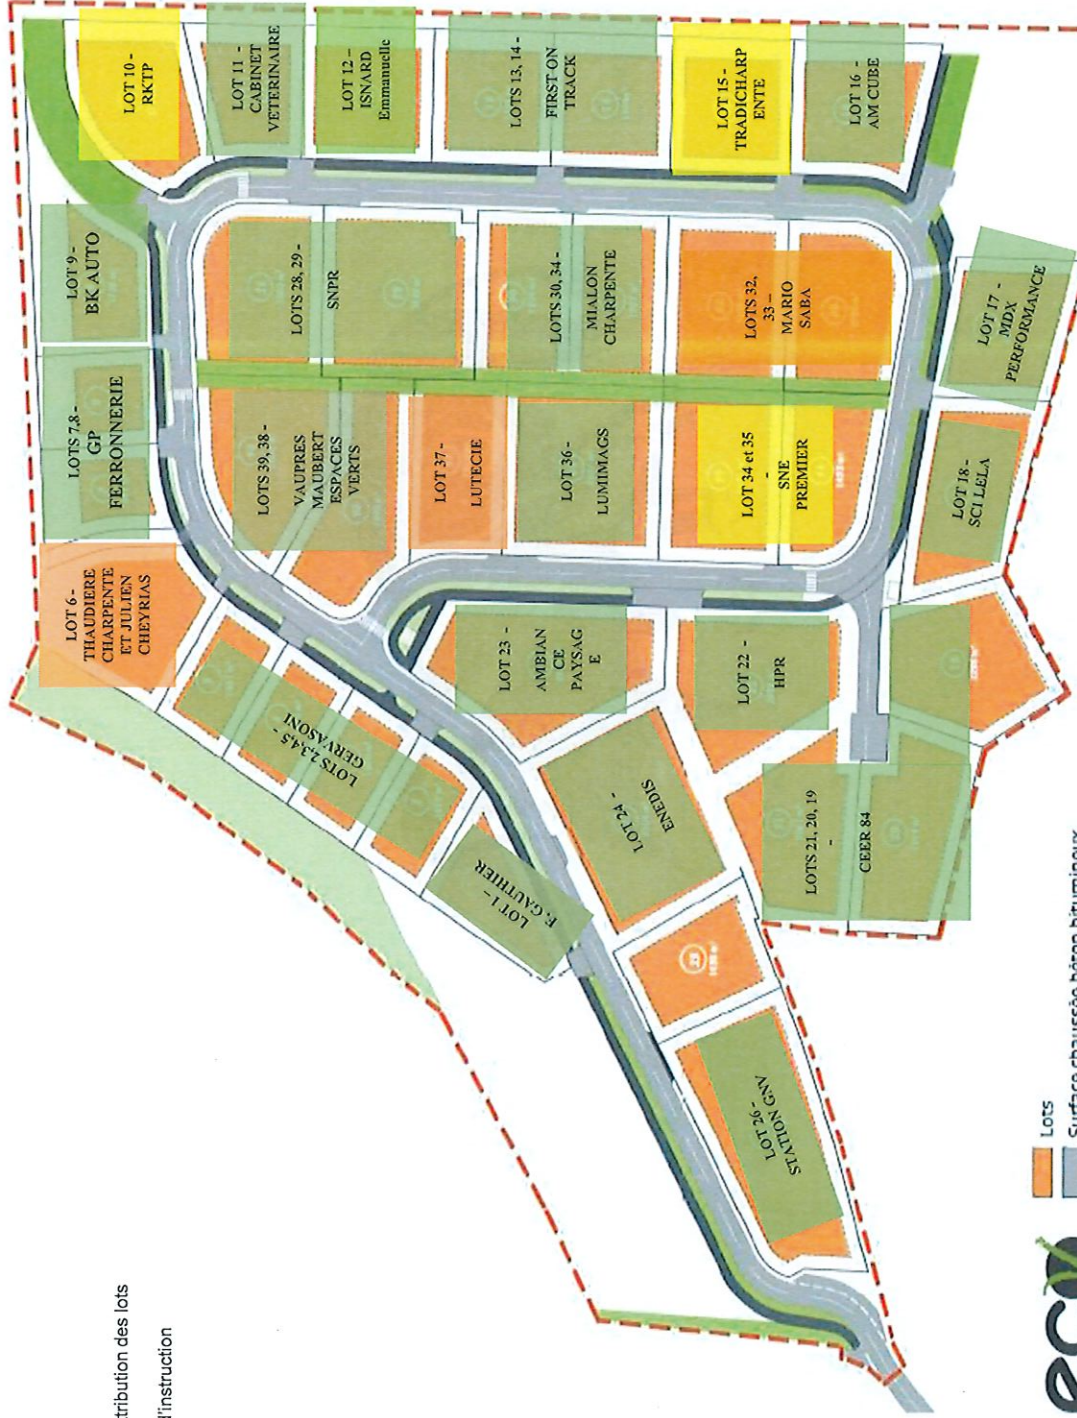 LOT 10 -
RKTP
LOT 11 -
CABINET
VETERINAIRE
LOT 12 –
ISNARD
Emmanuelle
LOTS 13, 14 -
FIRST ON
TRACK
LOT 15 -
TRADICHARP
ENTE
LOT 16 -
AM CUBE
LOT 9 -
BK AUTO
LOTS 28, 29 -
SNPR
LOTS 30, 34 -
MIALON
CHARPENTE
LOTS 32,
33 –
MARIO
SABA
LOT 17 -
MDX
PERFORMANCE
LOTS 7,8 -
GP
FERRONNERIE
LOTS 39, 38 -
VAUPRES
MAUBERT
ESPACES
VERTS
LOT 37 -
LUTECIE
LOT 36 -
LUMIMAGS
LOT 34 et 35
-
SNE
PREMIER
LOT 18 -
SCI LELA
LOT 6 -
THAUDIERE
CHARPENTE
ET JULIEN
CHEYRIAS
LOTS 2,3,4,5 -
GERVASONI
LOT 23 -
AMBIAN
CE
PAYSAG
E
LOT 22 -
HPR
LOT 1 –
F. GAUTHIER
LOT 24 -
ENEDIS
LOTS 21, 20, 19
-
CEER 84
LOT 26 -
STATION GNV
tribution des lots
l'instruction
Lots
Surface chaussée béton bitumineux
eco